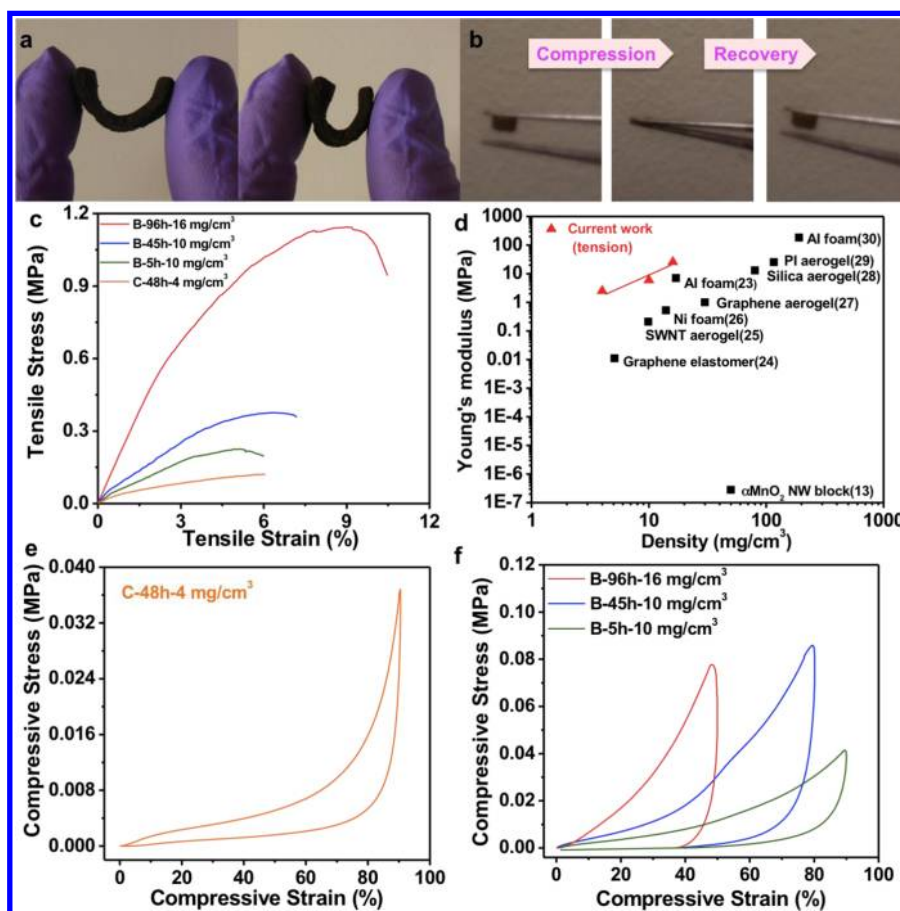 a
b
Compression
Recovery
c
Tensile Stress (MPa)
1.2
0.9
0.6
0.3
0.0
B-96h-16 mg/cm³
B-45h-10 mg/cm³
B-5h-10 mg/cm³
C-48h-4 mg/cm³
0 3 6 9 12
Tensile Strain (%)
d
Young's modulus (MPa)
1000
100
10
1
0.1
0.01
1E-3
1E-4
1E-5
1E-6
1E-7
Current work
(tension)
Al foam(30)
PI aerogel(29)
Silica aerogel(28)
Al foam(23)
Graphene aerogel(27)
Ni foam(26)
SWNT aerogel(25)
Graphene elastomer(24)
αMnO₂ NW block(13)
1 10 100 1000
Density (mg/cm³)
e
Compressive Stress (MPa)
0.040
0.032
0.024
0.016
0.008
0.000
C-48h-4 mg/cm³
0 20 40 60 80 100
Compressive Strain (%)
f
Compressive Stress (MPa)
0.12
0.10
0.08
0.06
0.04
0.02
0.00
B-96h-16 mg/cm³
B-45h-10 mg/cm³
B-5h-10 mg/cm³
0 20 40 60 80 100
Compressive Strain (%)